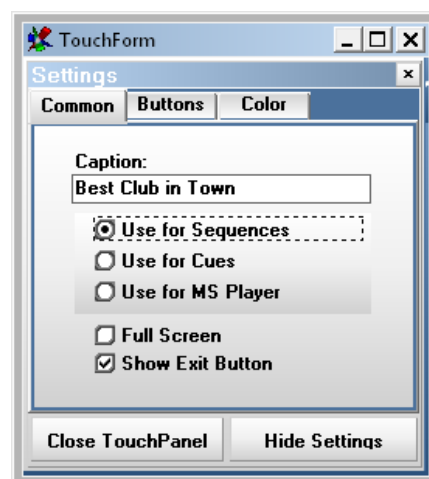 TouchForm
Settings
Common Buttons Color
Caption:
Best Club in Town
Use for Sequences
Use for Cues
Use for MS Player
Full Screen
Show Exit Button
Close TouchPanel Hide Settings